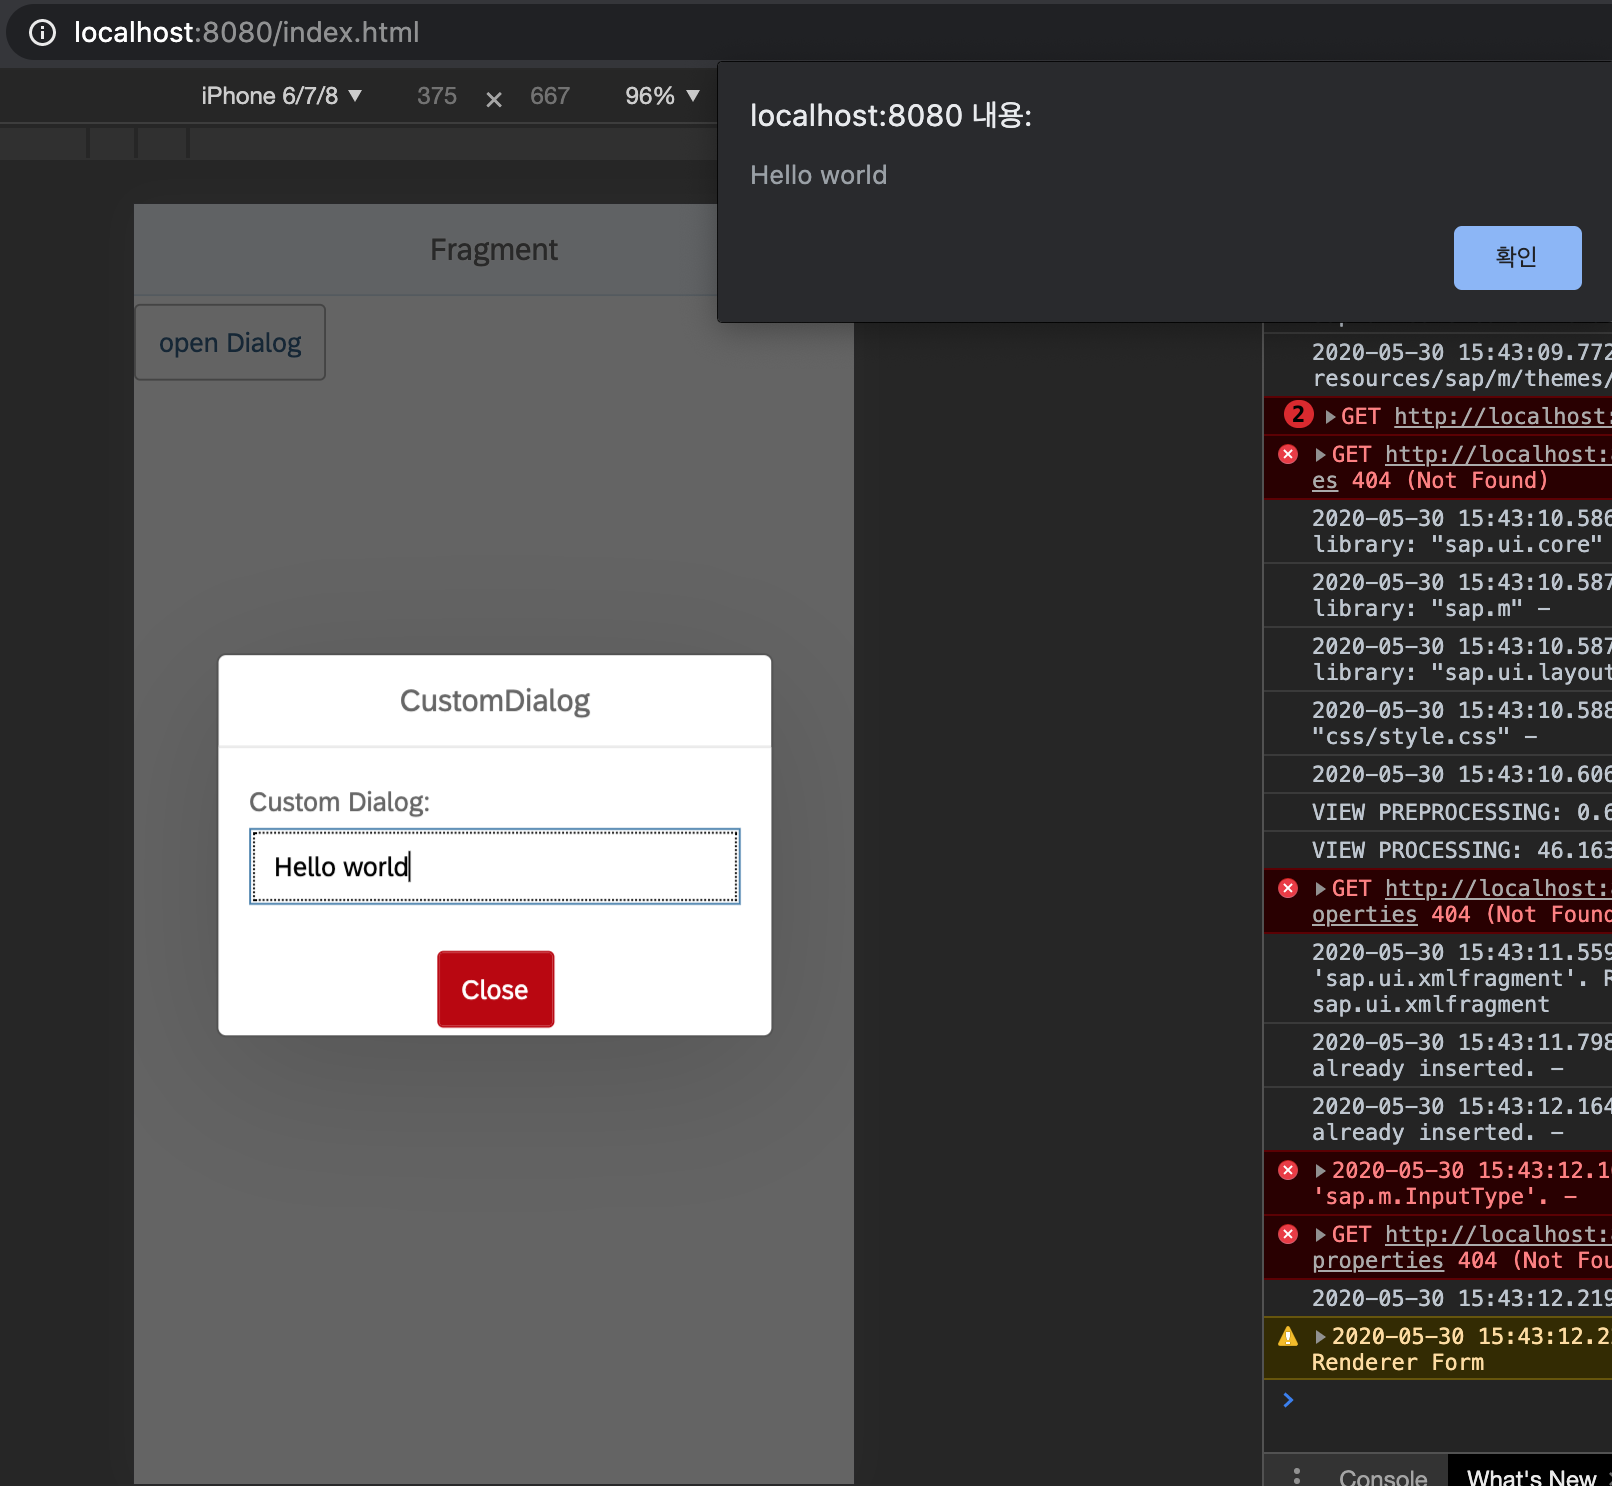 localhost:8080/index.html
iPhone 6/7/8 ▼ 375 × 667 96% ▼
localhost:8080 내용:
Hello world
확인
Fragment
open Dialog
CustomDialog
Custom Dialog:
Hello world
Close
2020-05-30 15:43:09.772
resources/sap/m/themes/
2 ▶GET http://localhost:
▶GET http://localhost:
es 404 (Not Found)
2020-05-30 15:43:10.586
library: "sap.ui.core"
2020-05-30 15:43:10.587
library: "sap.m" –
2020-05-30 15:43:10.587
library: "sap.ui.layout
2020-05-30 15:43:10.588
"css/style.css" –
2020-05-30 15:43:10.606
VIEW PREPROCESSING: 0.6
VIEW PROCESSING: 46.163
▶GET http://localhost:
operties 404 (Not Found
2020-05-30 15:43:11.559
'sap.ui.xmlfragment'. R
sap.ui.xmlfragment
2020-05-30 15:43:11.798
already inserted. –
2020-05-30 15:43:12.164
already inserted. –
▶2020-05-30 15:43:12.1
'sap.m.InputType'. –
▶GET http://localhost:
properties 404 (Not Fou
2020-05-30 15:43:12.219
▶2020-05-30 15:43:12.2
Renderer Form
Console What's New